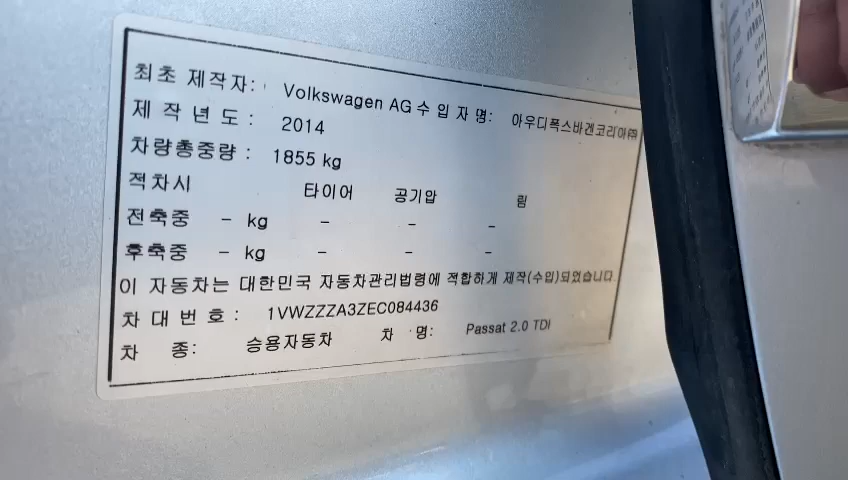 최초 제작자: Volkswagen AG 수 입 자 명: 아우디폭스바겐코리아㈜
제 작 년 도 : 2014
차량총중량 : 1855 kg
적차시 타이어 공기압 림
전축중 - kg - - -
후축중 - kg - - -
이 자동차는 대한민국 자동차관리법령에 적합하게 제작(수입)되었습니다.
차 대 번 호 : 1VWZZZA3ZEC084436
차 종: 승용자동차 차 명: Passat 2.0 TDI